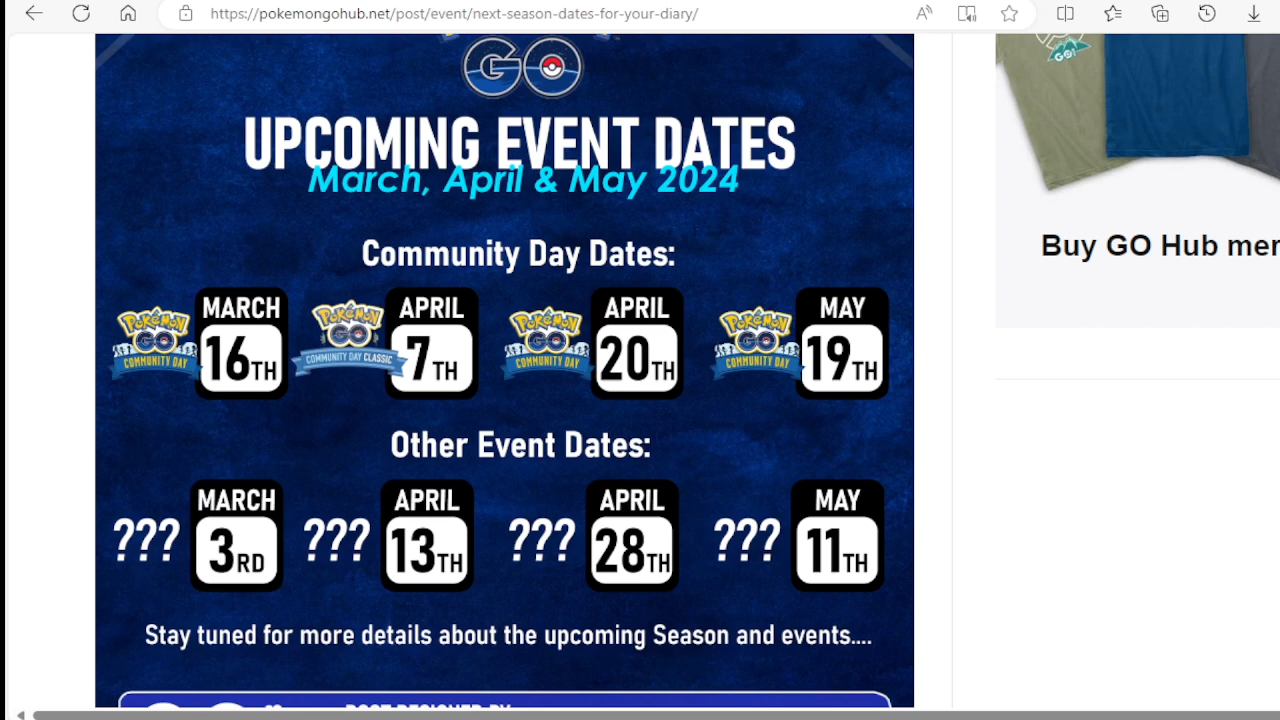 https://pokemongohub.net/post/event/next-season-dates-for-your-diary/
GO
GO!
UPCOMING EVENT DATES
March, April & May 2024
Buy GO Hub mer
Community Day Dates:
POKÉMON GO COMMUNITY DAY
MARCH
16TH
POKÉMON GO COMMUNITY DAY CLASSIC
APRIL
7TH
POKÉMON GO COMMUNITY DAY
APRIL
20TH
POKÉMON GO COMMUNITY DAY
MAY
19TH
Other Event Dates:
???
MARCH
3RD
???
APRIL
13TH
???
APRIL
28TH
???
MAY
11TH
Stay tuned for more details about the upcoming Season and events....